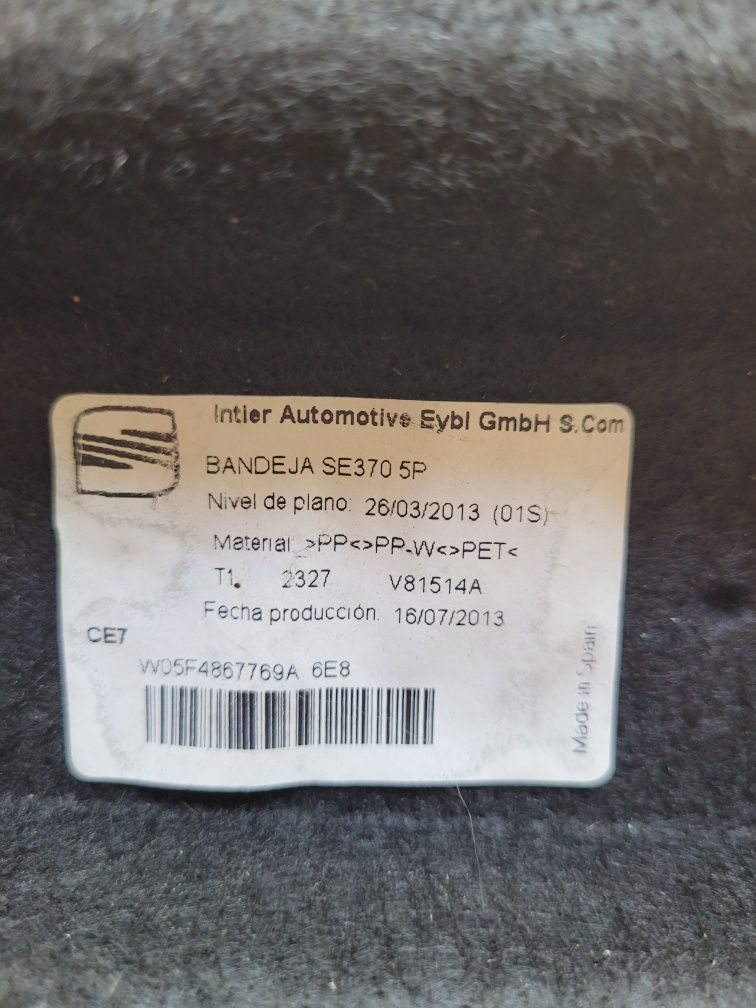 Intier Automotive Eybl GmbH S.Com
BANDEJA SE370 5P
Nivel de plano: 26/03/2013 (01S)
Material: >PP<>PP-W<>PET<
T1. 2327 V81514A
Fecha producción: 16/07/2013
CE7
W05F4867769A 6E8
Made in Spain